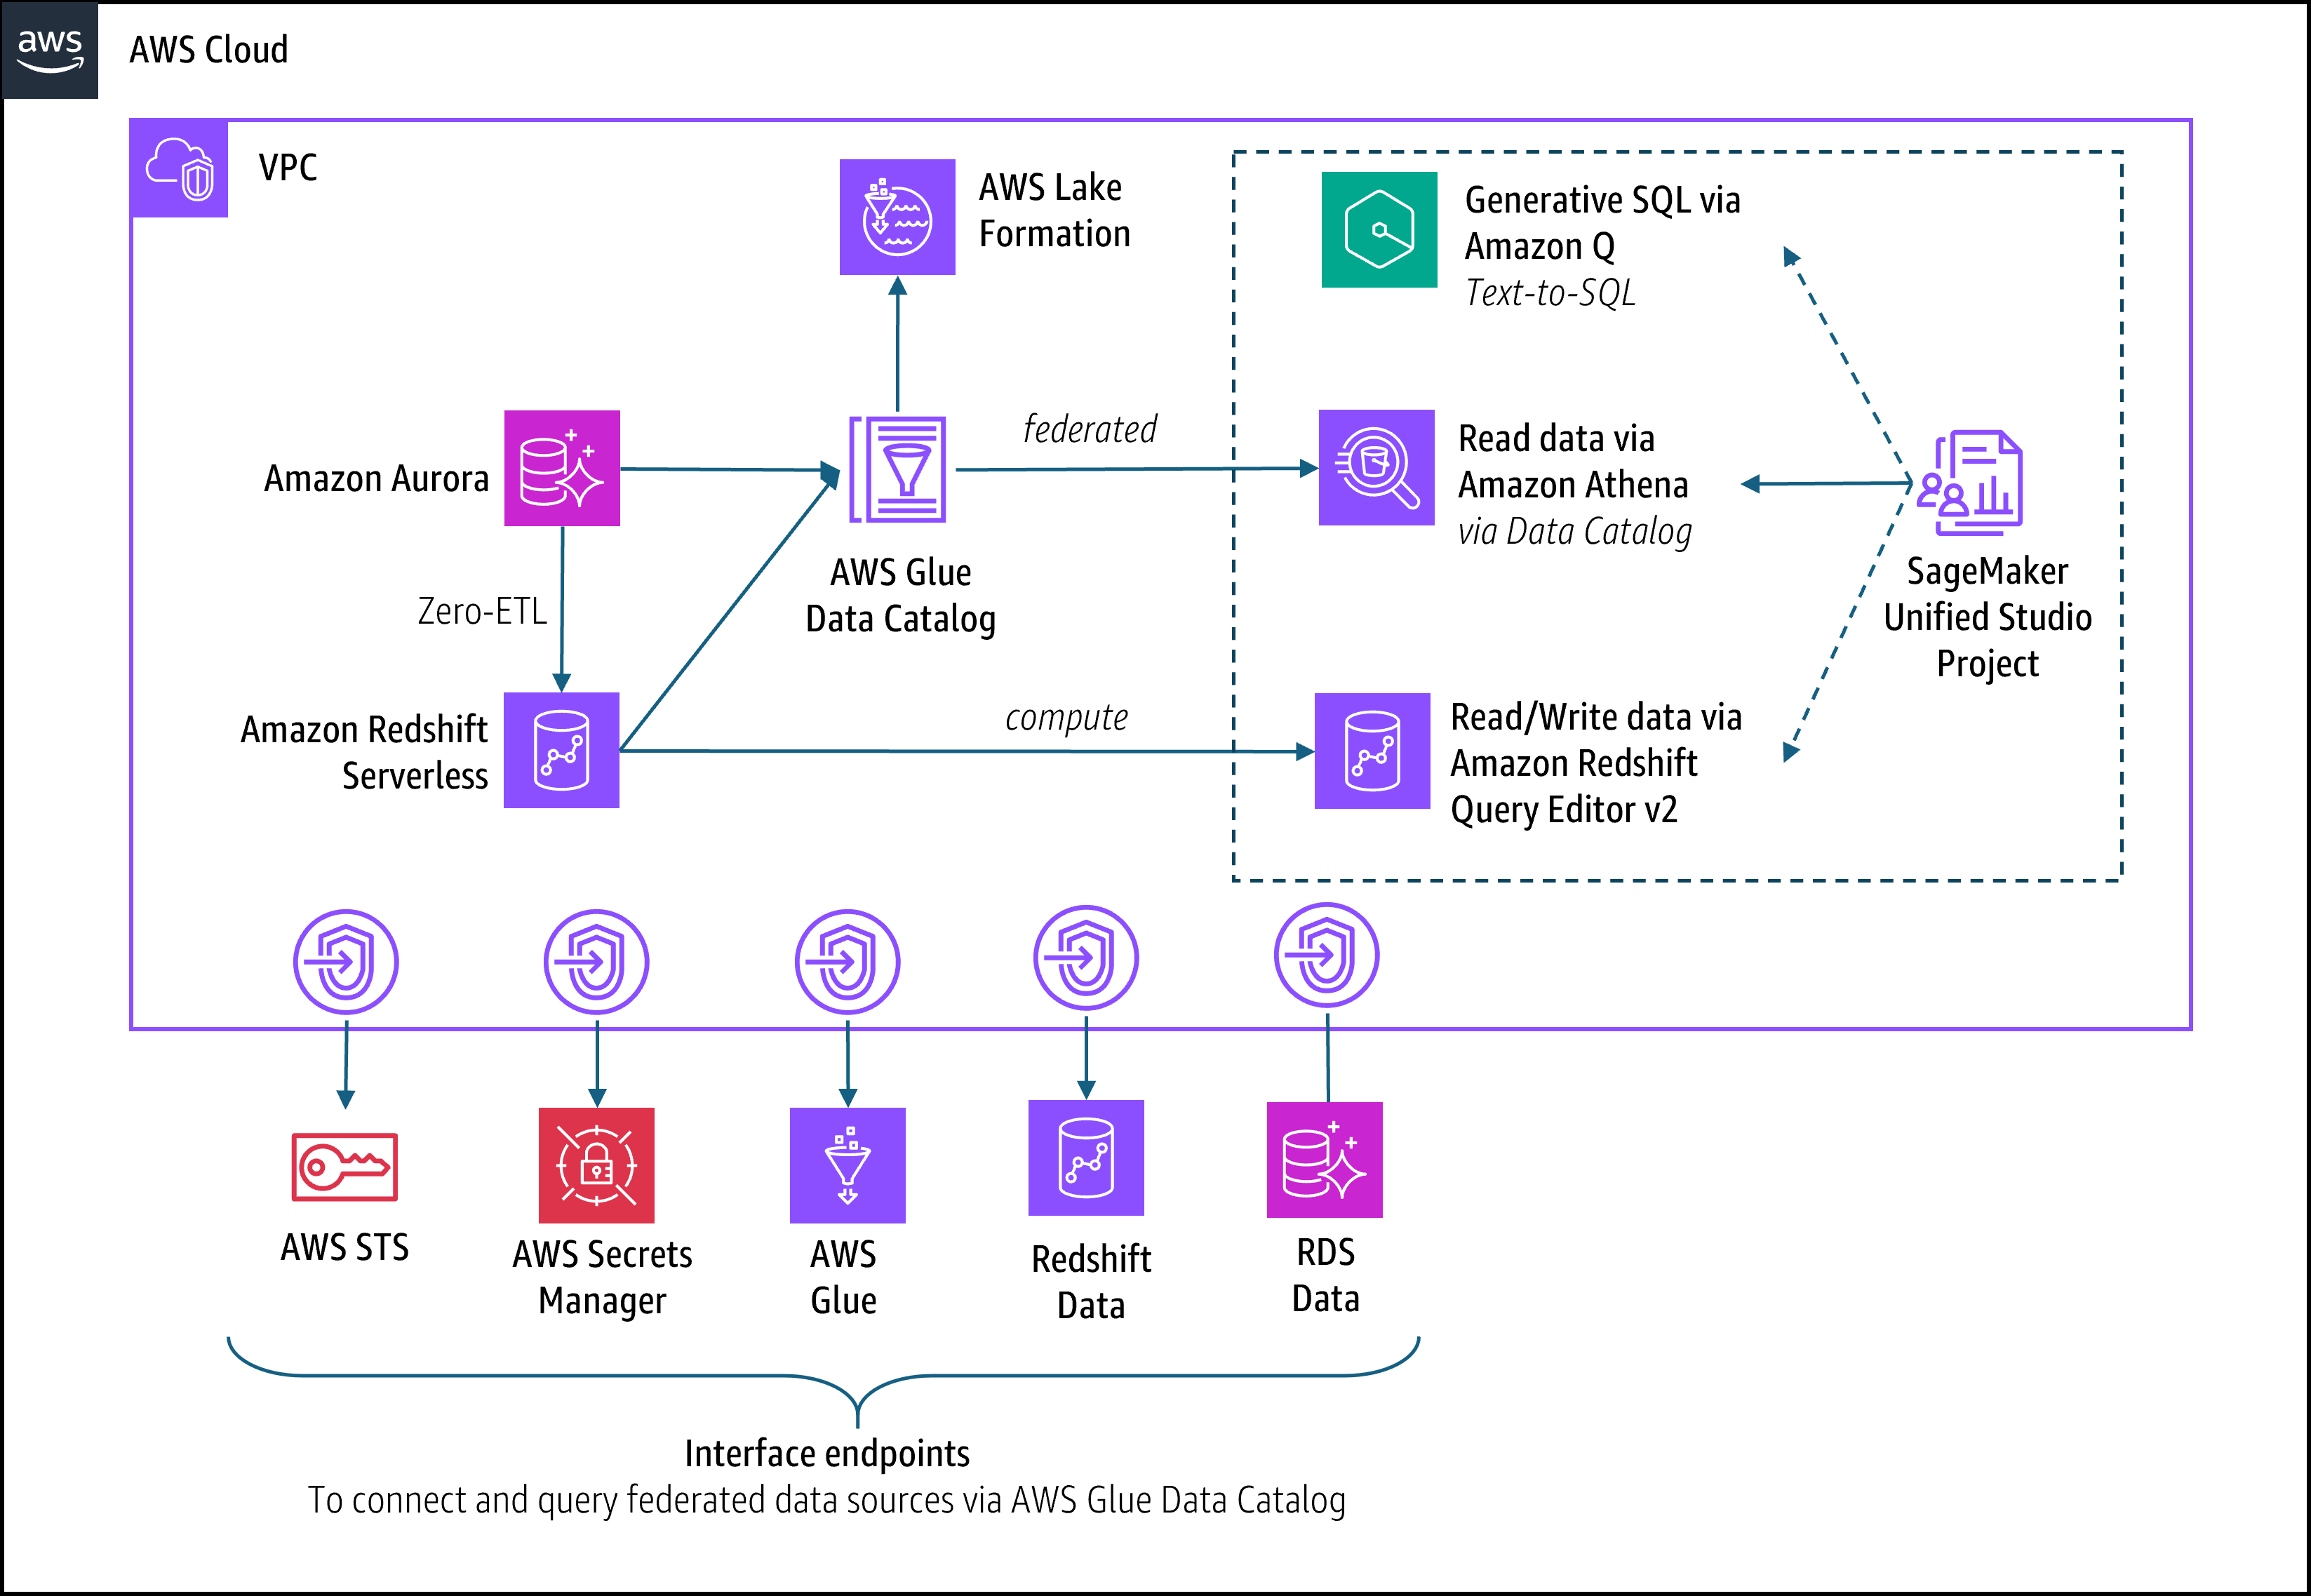 aws
AWS Cloud
VPC
AWS Lake
Formation
Generative SQL via
Amazon Q
Text-to-SQL
Amazon Aurora
federated
Read data via
Amazon Athena
via Data Catalog
AWS Glue
Data Catalog
SageMaker
Unified Studio
Project
Zero-ETL
Amazon Redshift
Serverless
compute
Read/Write data via
Amazon Redshift
Query Editor v2
AWS STS
AWS Secrets
Manager
AWS
Glue
Redshift
Data
RDS
Data
Interface endpoints
To connect and query federated data sources via AWS Glue Data Catalog